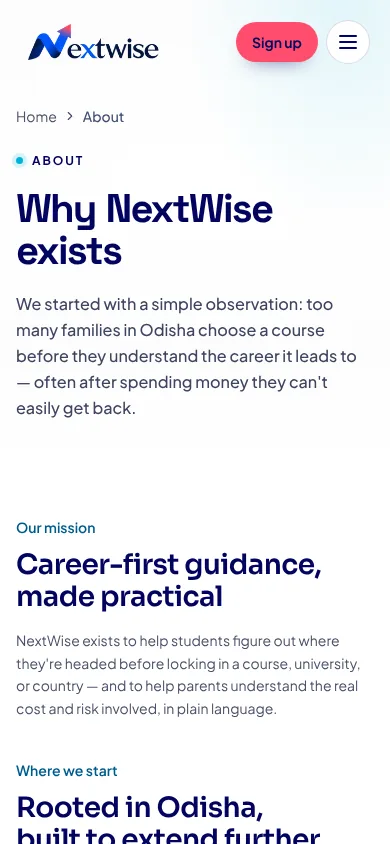 Nextwise
Sign up
Home > About
ABOUT
Why NextWise
exists
We started with a simple observation: too
many families in Odisha choose a course
before they understand the career it leads to
— often after spending money they can't
easily get back.
Our mission
Career-first guidance,
made practical
NextWise exists to help students figure out where
they're headed before locking in a course, university,
or country — and to help parents understand the real
cost and risk involved, in plain language.
Where we start
Rooted in Odisha,
built to extend further